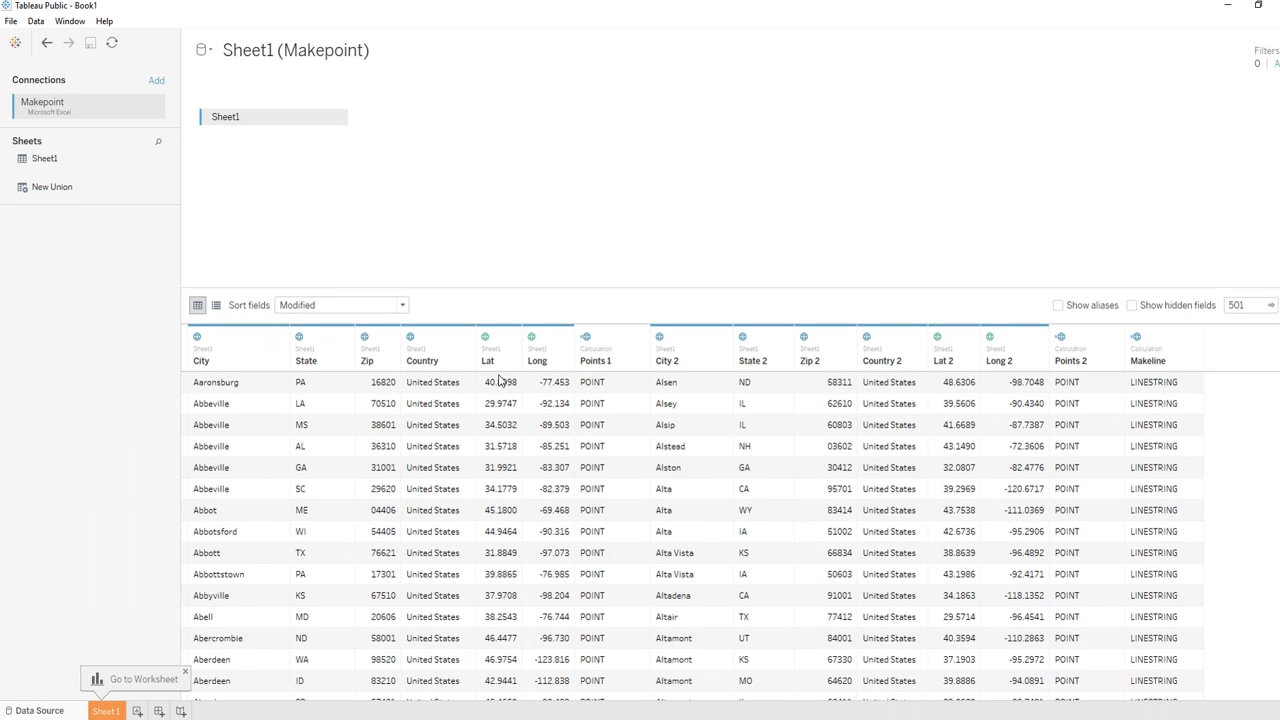 Tableau Public - Book1
File Data Window Help
Connections Add
Makepoint
Microsoft Excel
Sheets
Sheet1
New Union
Sheet1 (Makepoint)
Filters
0
Sheet1
Sort fields Modified Show aliases Show hidden fields 501
Sheet1 Sheet1 Sheet1 Sheet1 Sheet1 Sheet1 Calculation Sheet1 Sheet1 Sheet1 Sheet1 Sheet1 Sheet1 Calculation Calculation
City State Zip Country Lat Long Points 1 City 2 State 2 Zip 2 Country 2 Lat 2 Long 2 Points 2 Makeline
Aaronsburg PA 16820 United States -77.453 POINT Alsen ND 58311 United States 48.6306 -98.7048 POINT LINESTRING
Abbeville LA 70510 United States 29.9747 -92.134 POINT Alsey IL 62610 United States 39.5606 -90.4340 POINT LINESTRING
Abbeville MS 38601 United States 34.5032 -89.503 POINT Alsip IL 60803 United States 41.6689 -87.7387 POINT LINESTRING
Abbeville AL 36310 United States 31.5718 -85.251 POINT Alstead NH 03602 United States 43.1490 -72.3606 POINT LINESTRING
Abbeville GA 31001 United States 31.9921 -83.307 POINT Alston GA 30412 United States 32.0807 -82.4776 POINT LINESTRING
Abbeville SC 29620 United States 34.1779 -82.379 POINT Alta CA 95701 United States 39.2969 -120.6717 POINT LINESTRING
Abbot ME 04406 United States 45.1800 -69.468 POINT Alta WY 83414 United States 43.7538 -111.0369 POINT LINESTRING
Abbotsford WI 54405 United States 44.9464 -90.316 POINT Alta IA 51002 United States 42.6736 -95.2906 POINT LINESTRING
Abbott TX 76621 United States 31.8849 -97.073 POINT Alta Vista KS 66834 United States 38.8639 -96.4892 POINT LINESTRING
Abbottstown PA 17301 United States 39.8865 -76.985 POINT Alta Vista IA 50603 United States 43.1986 -92.4171 POINT LINESTRING
Abbyville KS 67510 United States 37.9708 -98.204 POINT Altadena CA 91001 United States 34.1863 -118.1352 POINT LINESTRING
Abell MD 20606 United States 38.2543 -76.744 POINT Altair TX 77412 United States 29.5714 -96.4541 POINT LINESTRING
Abercrombie ND 58001 United States 46.4477 -96.730 POINT Altamont UT 84001 United States 40.3594 -110.2863 POINT LINESTRING
Aberdeen WA 98520 United States 46.9754 -123.816 POINT Altamont KS 67330 United States 37.1903 -95.2972 POINT LINESTRING
Aberdeen ID 83210 United States 42.9441 -112.838 POINT Altamont MO 64620 United States 39.8886 -94.0891 POINT LINESTRING
Go to Worksheet
Data Source Sheet 1